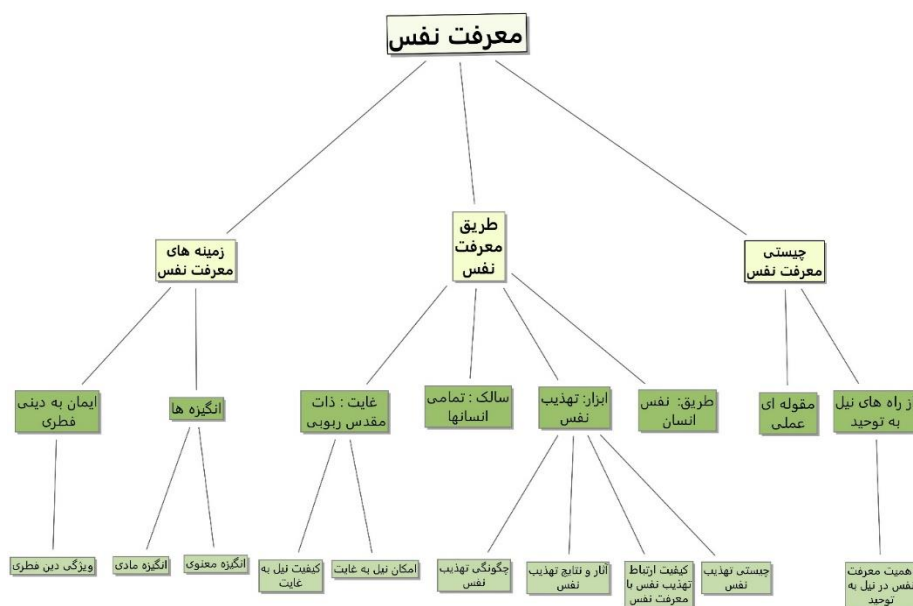 معرفت نفس
چیستی
معرفت نفس
طریق
معرفت
نفس
زمینه های
معرفت نفس
از راه های نیل
به توحید
مقوله ای
عملی
طریق: نفس
انسان
ابزار: تهذیب
نفس
سالک : تمامی
انسانها
غایت : ذات
مقدس ربوبی
انگیزه ها
ایمان به دینی
فطری
اهمیت معرفت
نفس در نیل به
توحید
چیستی تهذیب
نفس
کیفیت ارتباط
تهذیب نفس با
معرفت نفس
آثار و نتایج تهذیب
نفس
چگونگی تهذیب
نفس
امکان نیل به غایت
کیفیت نیل به
غایت
انگیزه معنوی
انگیزه مادی
ویژگی دین فطری